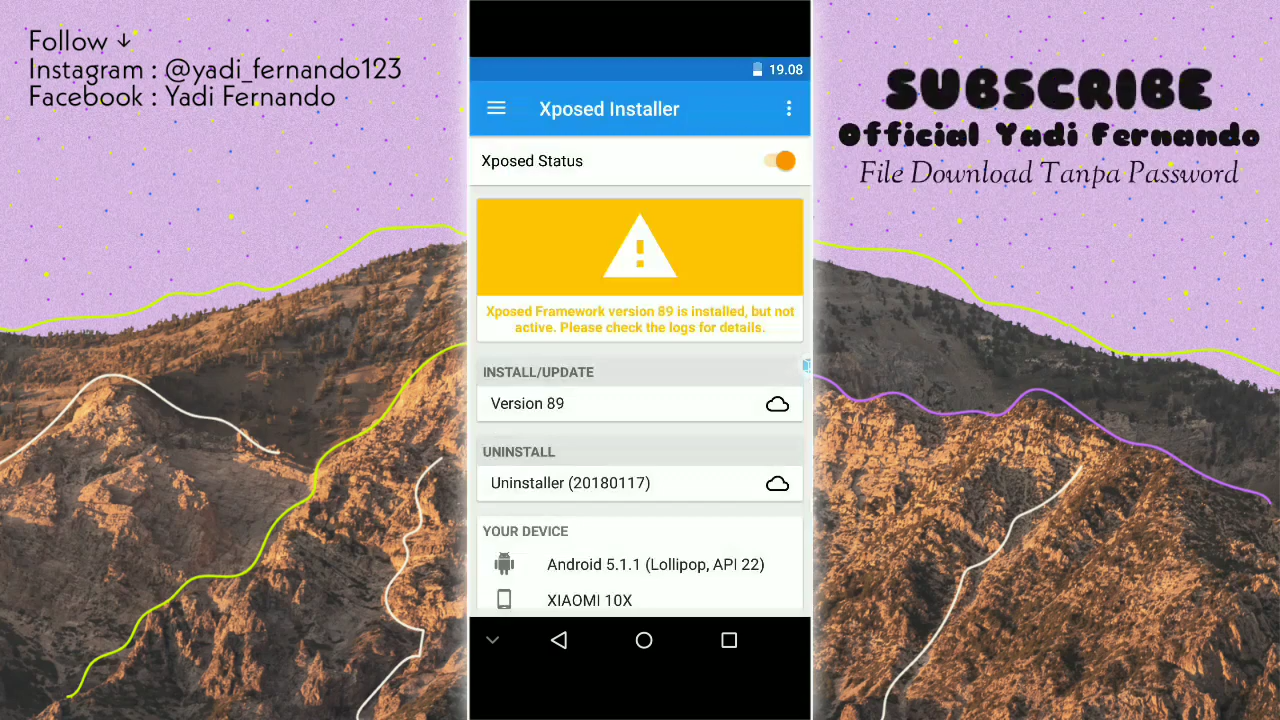 Follow ↓
Instagram : @yadi_fernando123
Facebook : Yadi Fernando
19.08
Xposed Installer
Xposed Status
Xposed Framework version 89 is installed, but not
active. Please check the logs for details.
INSTALL/UPDATE
Version 89
UNINSTALL
Uninstaller (20180117)
YOUR DEVICE
Android 5.1.1 (Lollipop, API 22)
XIAOMI 10X
SUBSCRIBE
Official Yadi Fernando
File Download Tanpa Password